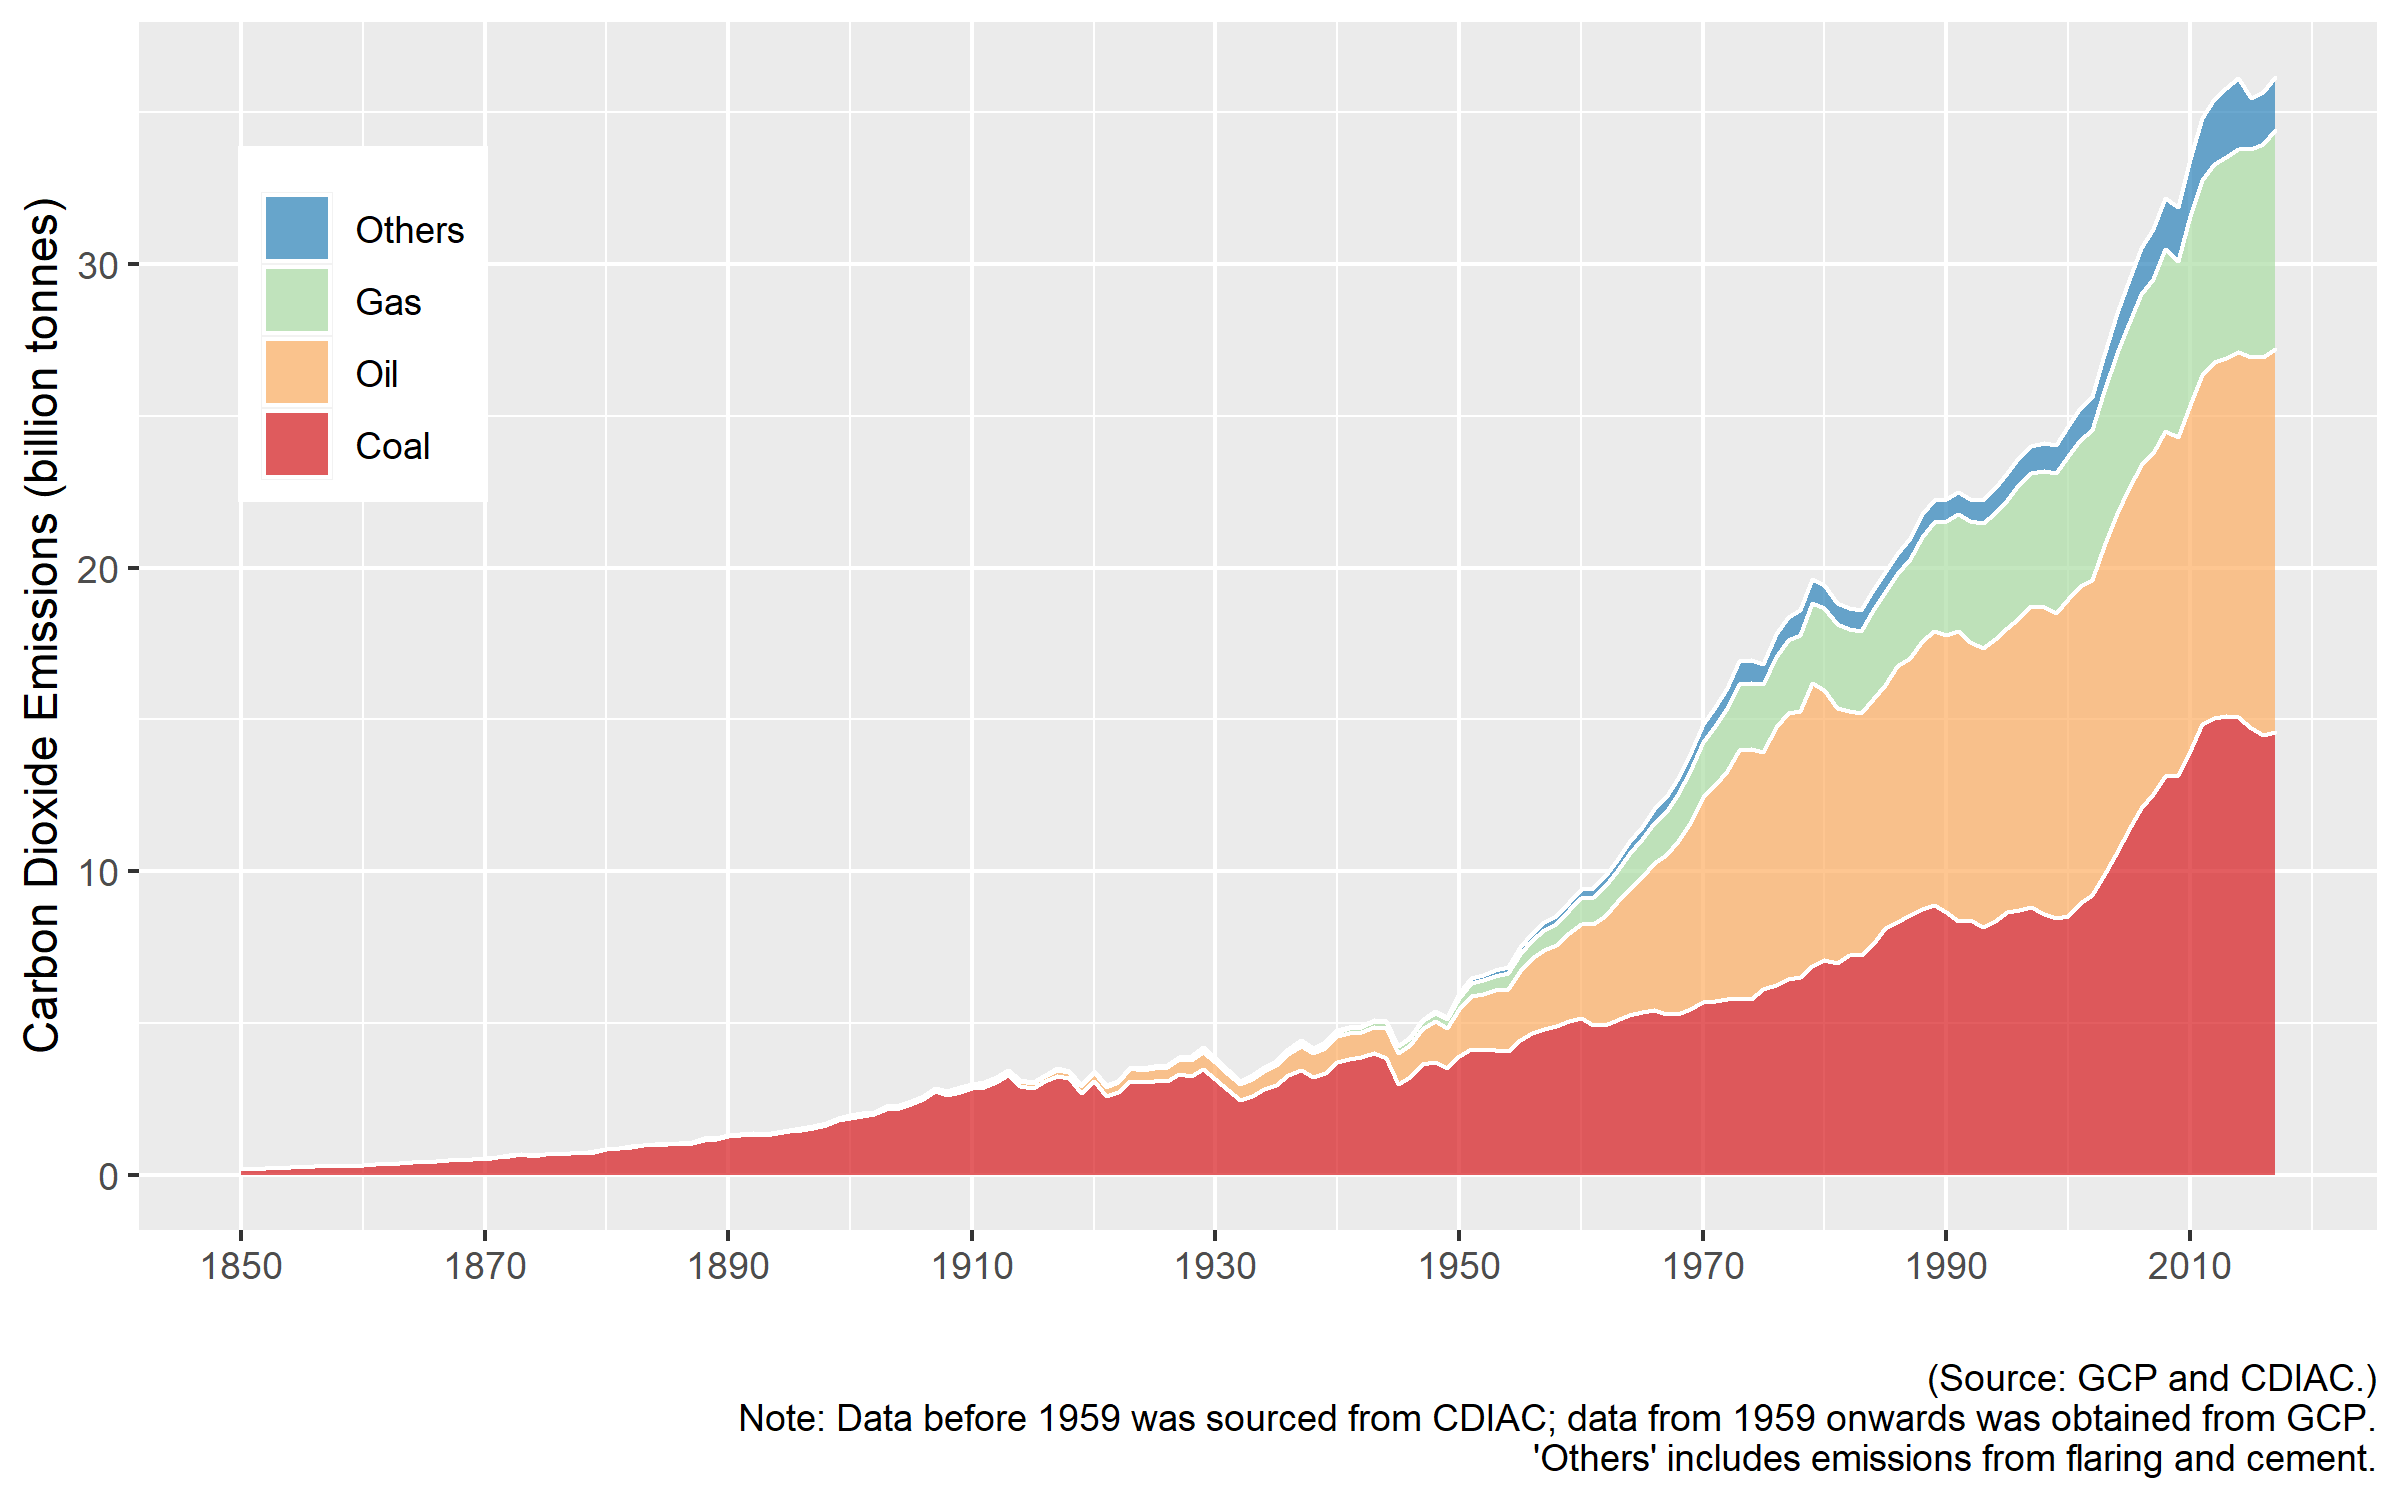 Carbon Dioxide Emissions (billion tonnes)
30
20
10
0
Others
Gas
Oil
Coal
1850 1870 1890 1910 1930 1950 1970 1990 2010
(Source: GCP and CDIAC.)
Note: Data before 1959 was sourced from CDIAC; data from 1959 onwards was obtained from GCP.
'Others' includes emissions from flaring and cement.